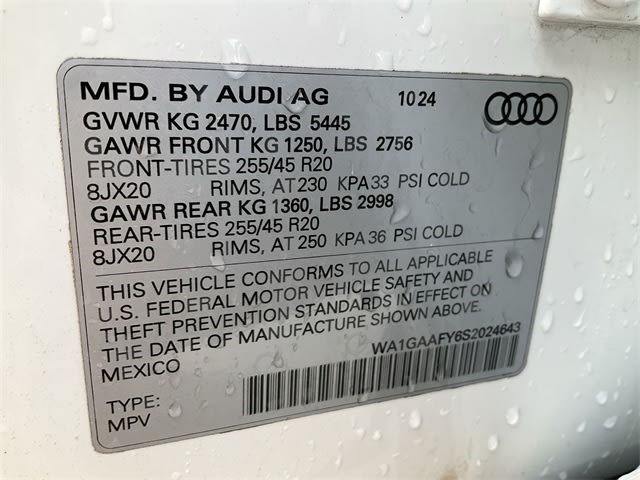 MFD. BY AUDI AG 10 24
GVWR KG 2470, LBS 5445
GAWR FRONT KG 1250, LBS 2756
FRONT-TIRES 255/45 R20
8JX20 RIMS, AT 230 KPA 33 PSI COLD
GAWR REAR KG 1360, LBS 2998
REAR-TIRES 255/45 R20
8JX20 RIMS, AT 250 KPA 36 PSI COLD
THIS VEHICLE CONFORMS TO ALL APPLICABLE
U.S. FEDERAL MOTOR VEHICLE SAFETY AND
THEFT PREVENTION STANDARDS IN EFFECT ON
THE DATE OF MANUFACTURE SHOWN ABOVE.
MEXICO WA1GAAFY6S2024643
TYPE:
MPV